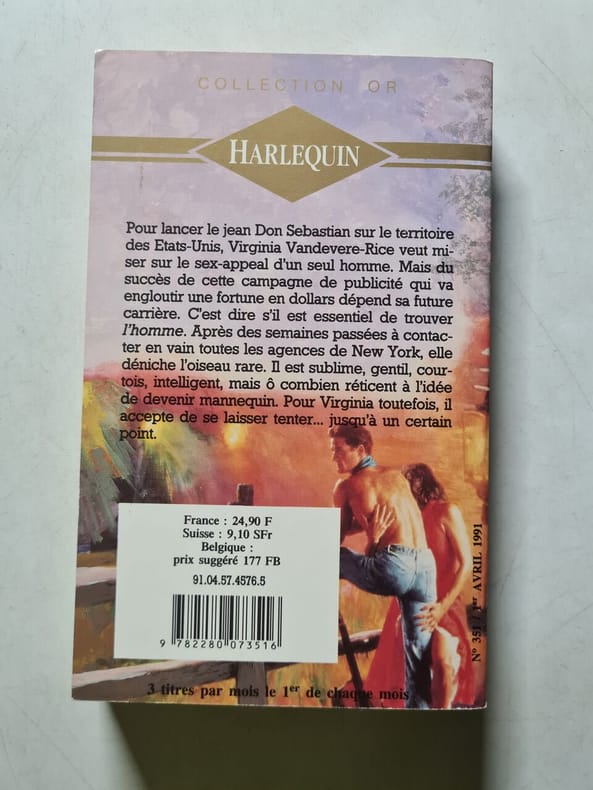 COLLECTION OR
HARLEQUIN
Pour lancer le jean Don Sebastian sur le territoire
des Etats-Unis, Virginia Vandevere-Rice veut mi-
ser sur le sex-appeal d'un seul homme. Mais du
succès de cette campagne de publicité qui va
engloutir une fortune en dollars dépend sa future
carrière. C'est dire s'il est essentiel de trouver
l'homme. Après des semaines passées à contac-
ter en vain toutes les agences de New York, elle
déniche l'oiseau rare. Il est sublime, gentil, cour-
tois, intelligent, mais ô combien réticent à l'idée
de devenir mannequin. Pour Virginia toutefois, il
accepte de se laisser tenter... jusqu'à un certain
point.
France : 24,90 F
Suisse : 9,10 SFr
Belgique :
prix suggéré 177 FB
91.04.57.4576.5
9 782280 073516
N° 351 / 1er AVRIL 1991
3 titres par mois le 1er de chaque mois